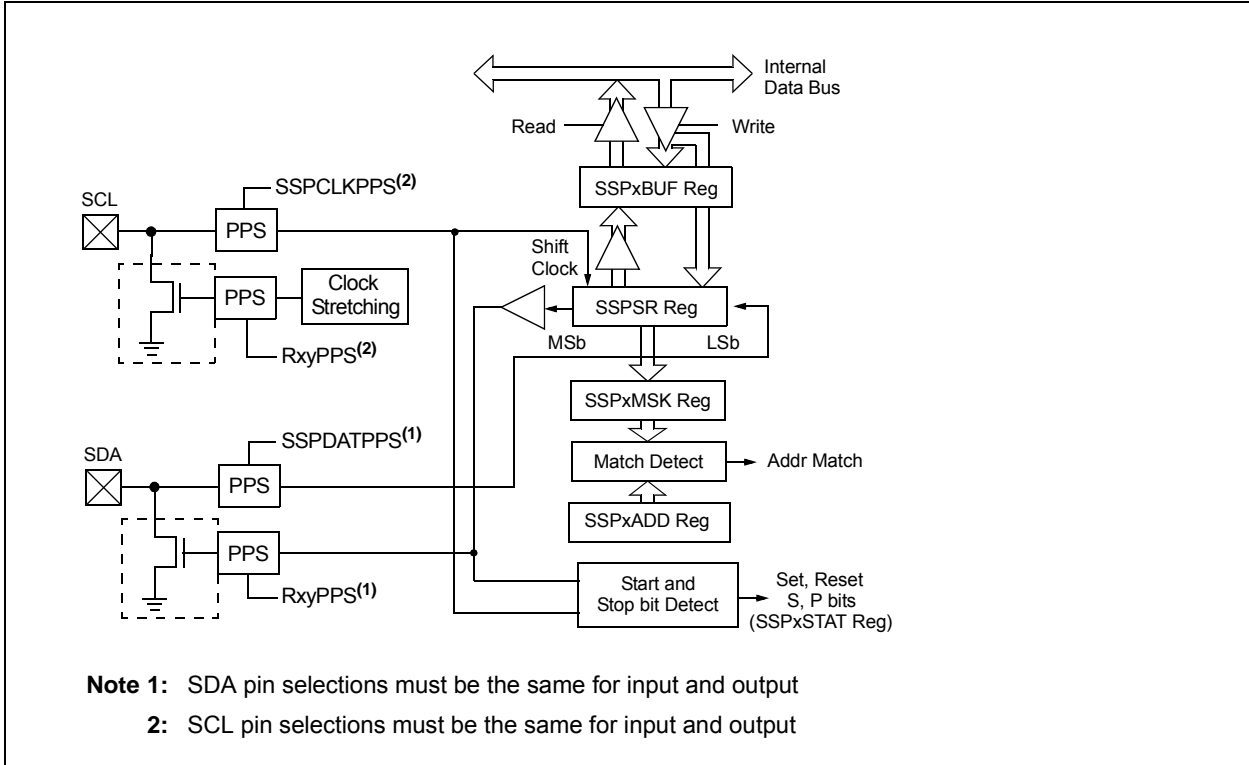 Internal
Data Bus
Read
Write
SSPxBUF Reg
SSPCLKPPS(2)
SCL
PPS
Shift
Clock
PPS
Clock
Stretching
SSPSR Reg
MSb
LSb
RxyPPS(2)
SSPxMSK Reg
SSPDATPPS(1)
SDA
PPS
Match Detect
Addr Match
SSPxADD Reg
PPS
RxyPPS(1)
Start and
Stop bit Detect
Set, Reset
S, P bits
(SSPxSTAT Reg)
Note 1: SDA pin selections must be the same for input and output
2: SCL pin selections must be the same for input and output